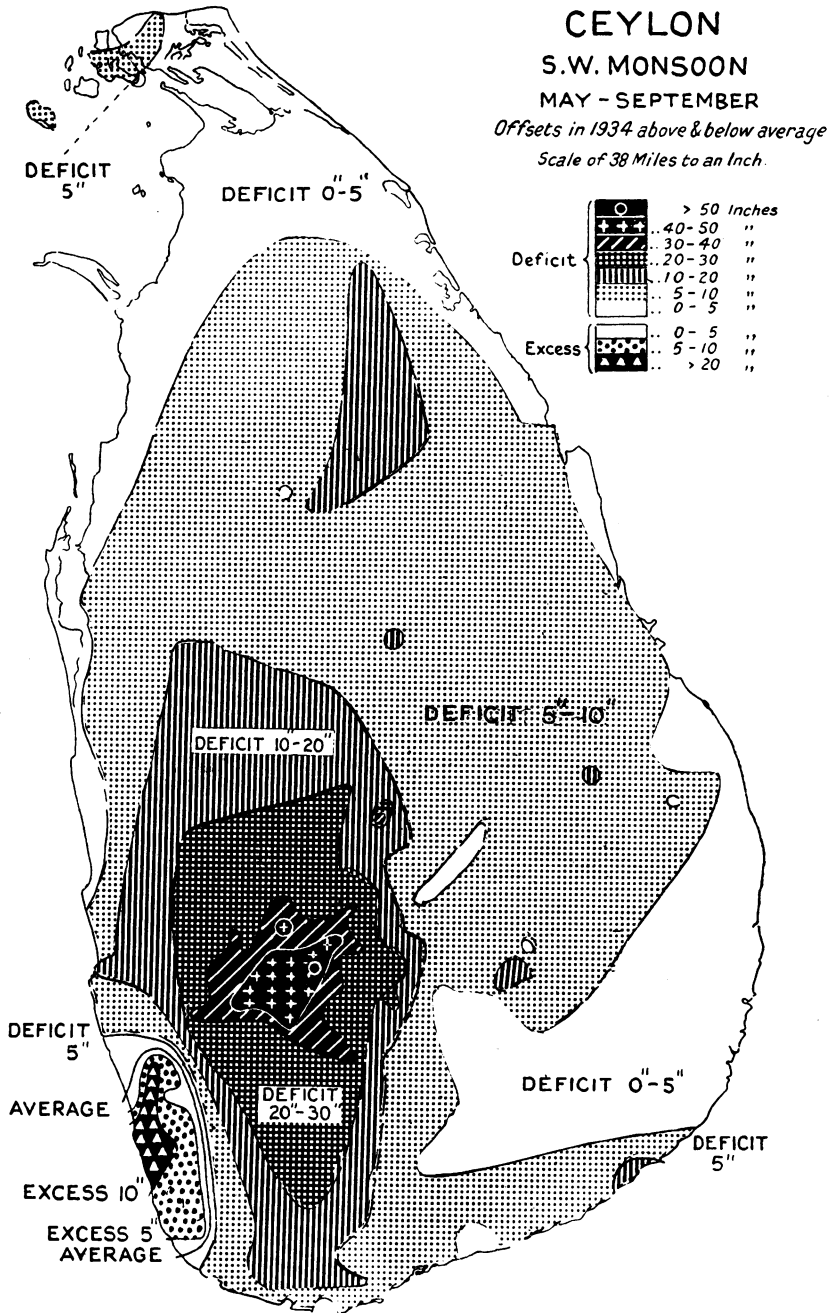 CEYLON
S.W. MONSOON
MAY - SEPTEMBER
Offsets in 1934 above & below average
Scale of 38 Miles to an Inch.
DEFICIT
5"
DEFICIT 0"-5"
Deficit
> 50 Inches
..40-50 "
..30-40 "
..20-30 "
..10-20 "
.. 5-10 "
.. 0-5 "
Excess
.. 0-5 "
.. 5-10 "
.. > 20 "
DEFICIT 5"-10"
DEFICIT 10"-20"
DEFICIT
5"
AVERAGE
EXCESS 10"
EXCESS 5"
AVERAGE
DEFICIT
20"-30"
DEFICIT 0"-5"
DEFICIT
5"